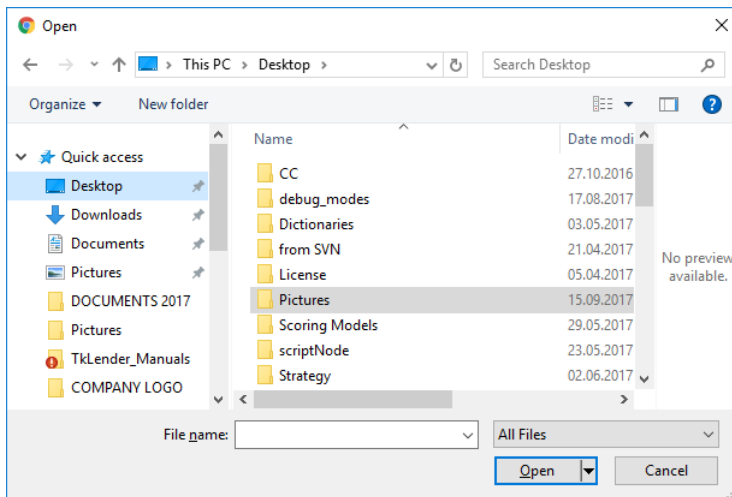 Open
This PC > Desktop >
Search Desktop
Organize
New folder
?
Quick access
Desktop
Downloads
Documents
Pictures
DOCUMENTS 2017
Pictures
TkLender_Manuals
COMPANY LOGO
Name Date modi
CC 27.10.2016
debug_modes 17.08.2017
Dictionaries 03.05.2017
from SVN 21.04.2017
License 05.04.2017
Pictures 15.09.2017
Scoring Models 29.05.2017
scriptNode 23.05.2017
Strategy 02.06.2017
No preview
available.
File name:
All Files
Open
Cancel